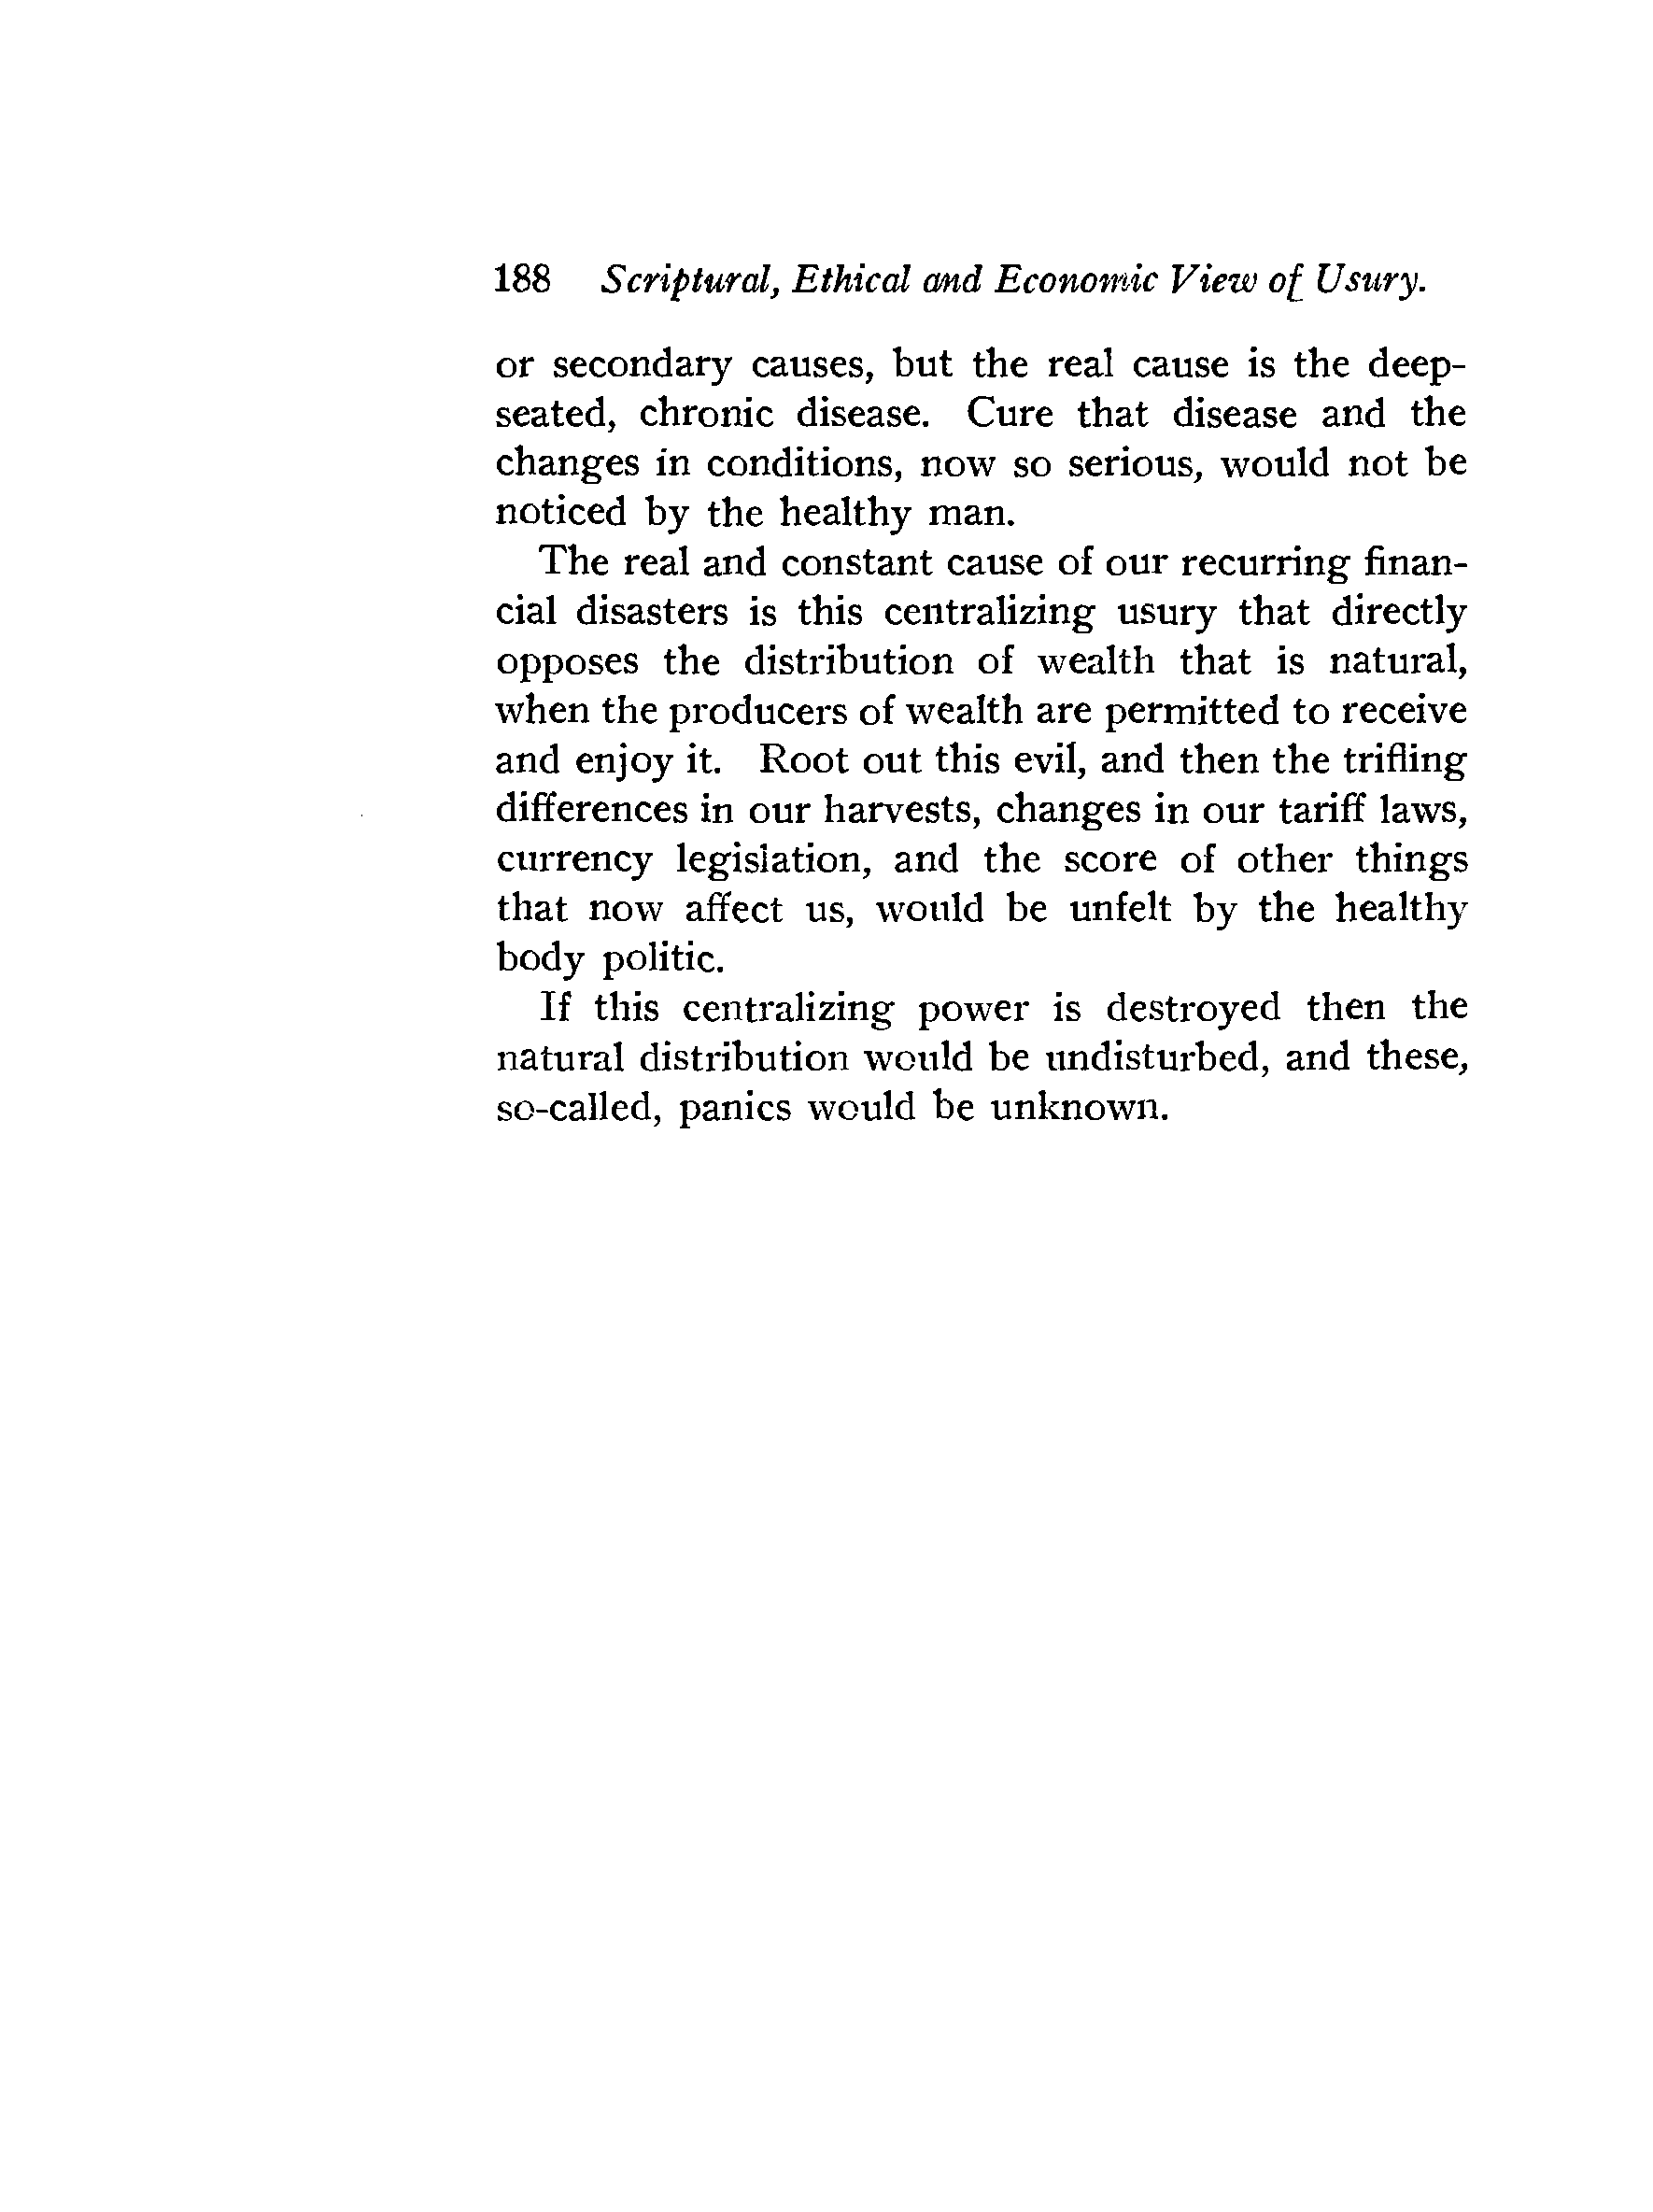 188 Scriptural, Ethical and Economic View of Usury.
or secondary causes, but the real cause is the deep-
seated, chronic disease. Cure that disease and the
changes in conditions, now so serious, would not be
noticed by the healthy man.
The real and constant cause of our recurring finan-
cial disasters is this centralizing usury that directly
opposes the distribution of wealth that is natural,
when the producers of wealth are permitted to receive
and enjoy it. Root out this evil, and then the trifling
differences in our harvests, changes in our tariff laws,
currency legislation, and the score of other things
that now affect us, would be unfelt by the healthy
body politic.
If this centralizing power is destroyed then the
natural distribution would be undisturbed, and these,
so-called, panics would be unknown.